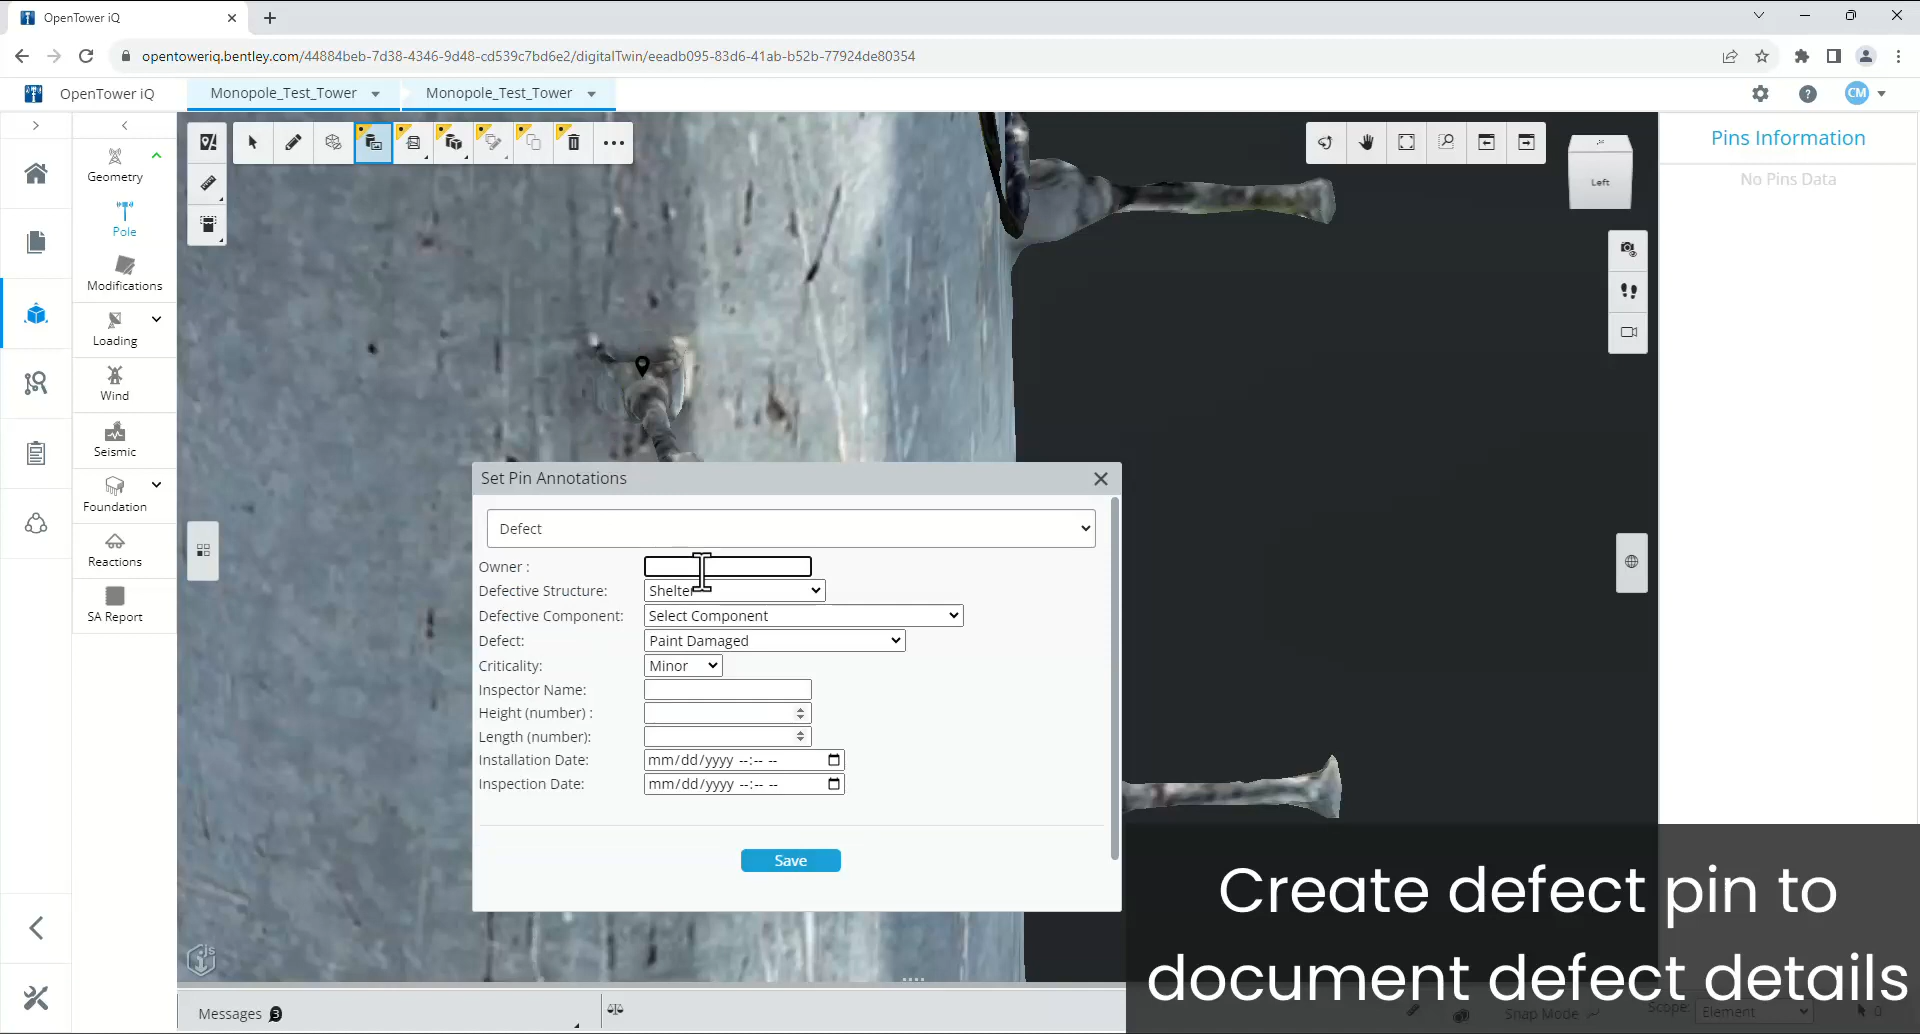 OpenTower iQ
opentoweriq.bentley.com/44884beb-7d38-4346-9d48-cd539c7bd6e2/digitalTwin/eeadb095-83d6-41ab-b52b-77924de80354
OpenTower iQ
Monopole_Test_Tower
Monopole_Test_Tower
CM
Geometry
Pole
Modifications
Loading
Wind
Seismic
Foundation
Reactions
SA Report
Left
Pins Information
No Pins Data
Set Pin Annotations
Defect
Owner :
Defective Structure: Shelter
Defective Component: Select Component
Defect: Paint Damaged
Criticality: Minor
Inspector Name:
Height (number) :
Length (number):
Installation Date: mm/dd/yyyy --:-- --
Inspection Date: mm/dd/yyyy --:-- --
Save
Create defect pin to
document defect details
Messages 3
Snap Mode
Scope:
Element
0